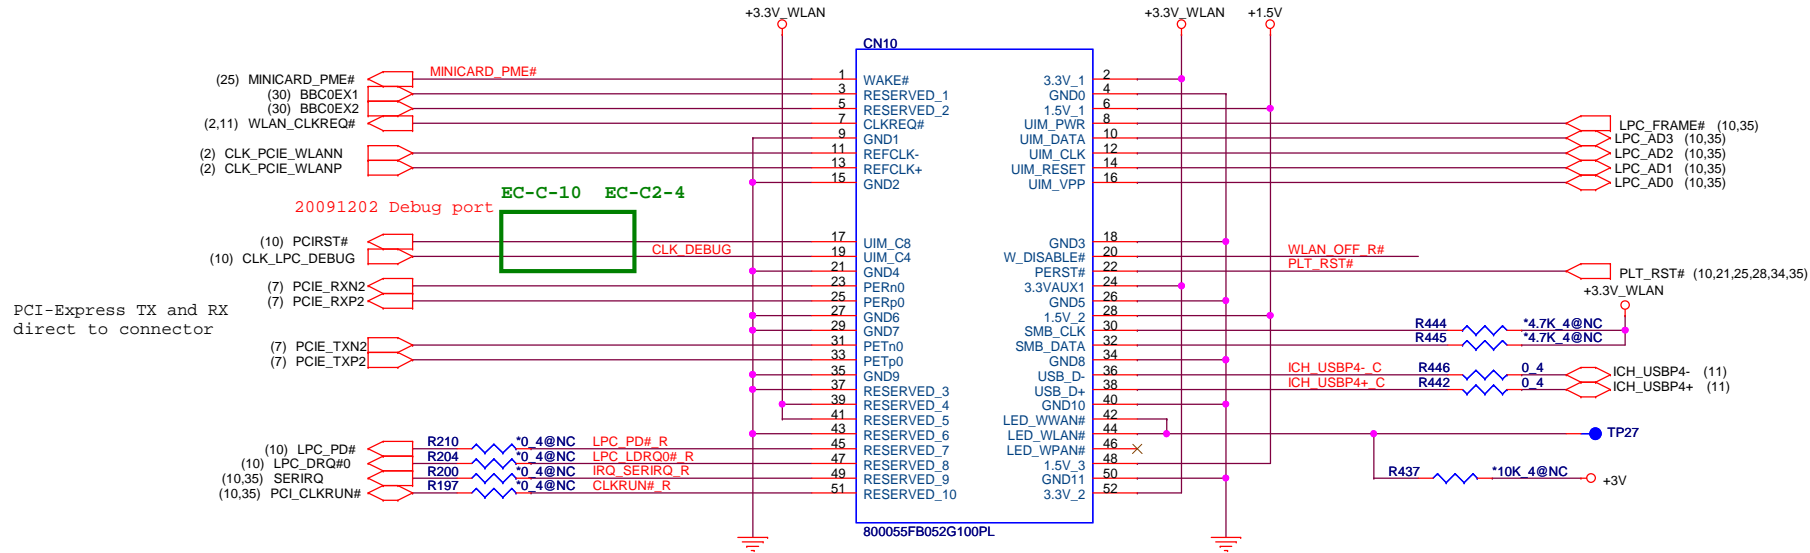 +3.3V_WLAN
+3.3V_WLAN +1.5V
CN10
(25) MINICARD_PME# MINICARD_PME# 1 WAKE# 3.3V_1 2
(30) BBC0EX1 3 RESERVED_1 GND0 4
(30) BBC0EX2 5 RESERVED_2 1.5V_1 6
(2,11) WLAN_CLKREQ# 7 CLKREQ# UIM_PWR 8 LPC_FRAME# (10,35)
9 GND1 UIM_DATA 10 LPC_AD3 (10,35)
(2) CLK_PCIE_WLANN 11 REFCLK- UIM_CLK 12 LPC_AD2 (10,35)
(2) CLK_PCIE_WLANP 13 REFCLK+ UIM_RESET 14 LPC_AD1 (10,35)
15 GND2 UIM_VPP 16 LPC_AD0 (10,35)
EC-C-10 EC-C2-4
20091202 Debug port
(10) PCIRST# 17 UIM_C8 GND3 18
(10) CLK_LPC_DEBUG CLK_DEBUG 19 UIM_C4 W_DISABLE# 20 WLAN_OFF_R#
21 GND4 PERST# 22 PLT_RST# PLT_RST# (10,21,25,28,34,35)
(7) PCIE_RXN2 23 PERn0 3.3VAUX1 24
+3.3V_WLAN
(7) PCIE_RXP2 25 PERp0 GND5 26
PCI-Express TX and RX
direct to connector
27 GND6 1.5V_2 28
29 GND7 SMB_CLK 30 R444 *4.7K_4@NC
(7) PCIE_TXN2 31 PETn0 SMB_DATA 32 R445 *4.7K_4@NC
(7) PCIE_TXP2 33 PETp0 GND8 34
35 GND9 USB_D- 36 ICH_USBP4-_C R446 0_4 ICH_USBP4- (11)
37 RESERVED_3 USB_D+ 38 ICH_USBP4+_C R442 0_4 ICH_USBP4+ (11)
39 RESERVED_4 GND10 40
41 RESERVED_5 LED_WWAN# 42
43 RESERVED_6 LED_WLAN# 44 TP27
(10) LPC_PD# R210 *0_4@NC LPC_PD#_R 45 RESERVED_7 LED_WPAN# 46
(10) LPC_DRQ#0 R204 *0_4@NC LPC_LDRQ0#_R 47 RESERVED_8 1.5V_3 48
(10,35) SERIRQ R200 *0_4@NC IRQ_SERIRQ_R 49 RESERVED_9 GND11 50 R437 *10K_4@NC +3V
(10,35) PCI_CLKRUN# R197 *0_4@NC CLKRUN#_R 51 RESERVED_10 3.3V_2 52
800055FB052G100PL